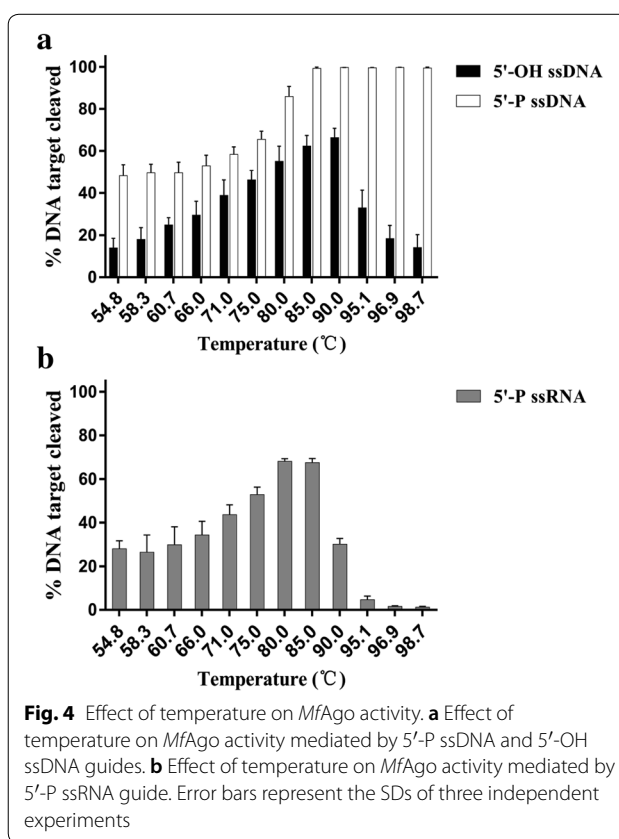 a
% DNA target cleaved
100
80
60
40
20
0
5'-OH ssDNA
5'-P ssDNA
54.8 58.3 60.7 66.0 71.0 75.0 80.0 85.0 90.0 95.1 96.9 98.7
Temperature (℃)
b
% DNA target cleaved
100
80
60
40
20
0
5'-P ssRNA
54.8 58.3 60.7 66.0 71.0 75.0 80.0 85.0 90.0 95.1 96.9 98.7
Temperature (℃)
Fig. 4 Effect of temperature on MfAgo activity. a Effect of
temperature on MfAgo activity mediated by 5′-P ssDNA and 5′-OH
ssDNA guides. b Effect of temperature on MfAgo activity mediated by
5′-P ssRNA guide. Error bars represent the SDs of three independent
experiments